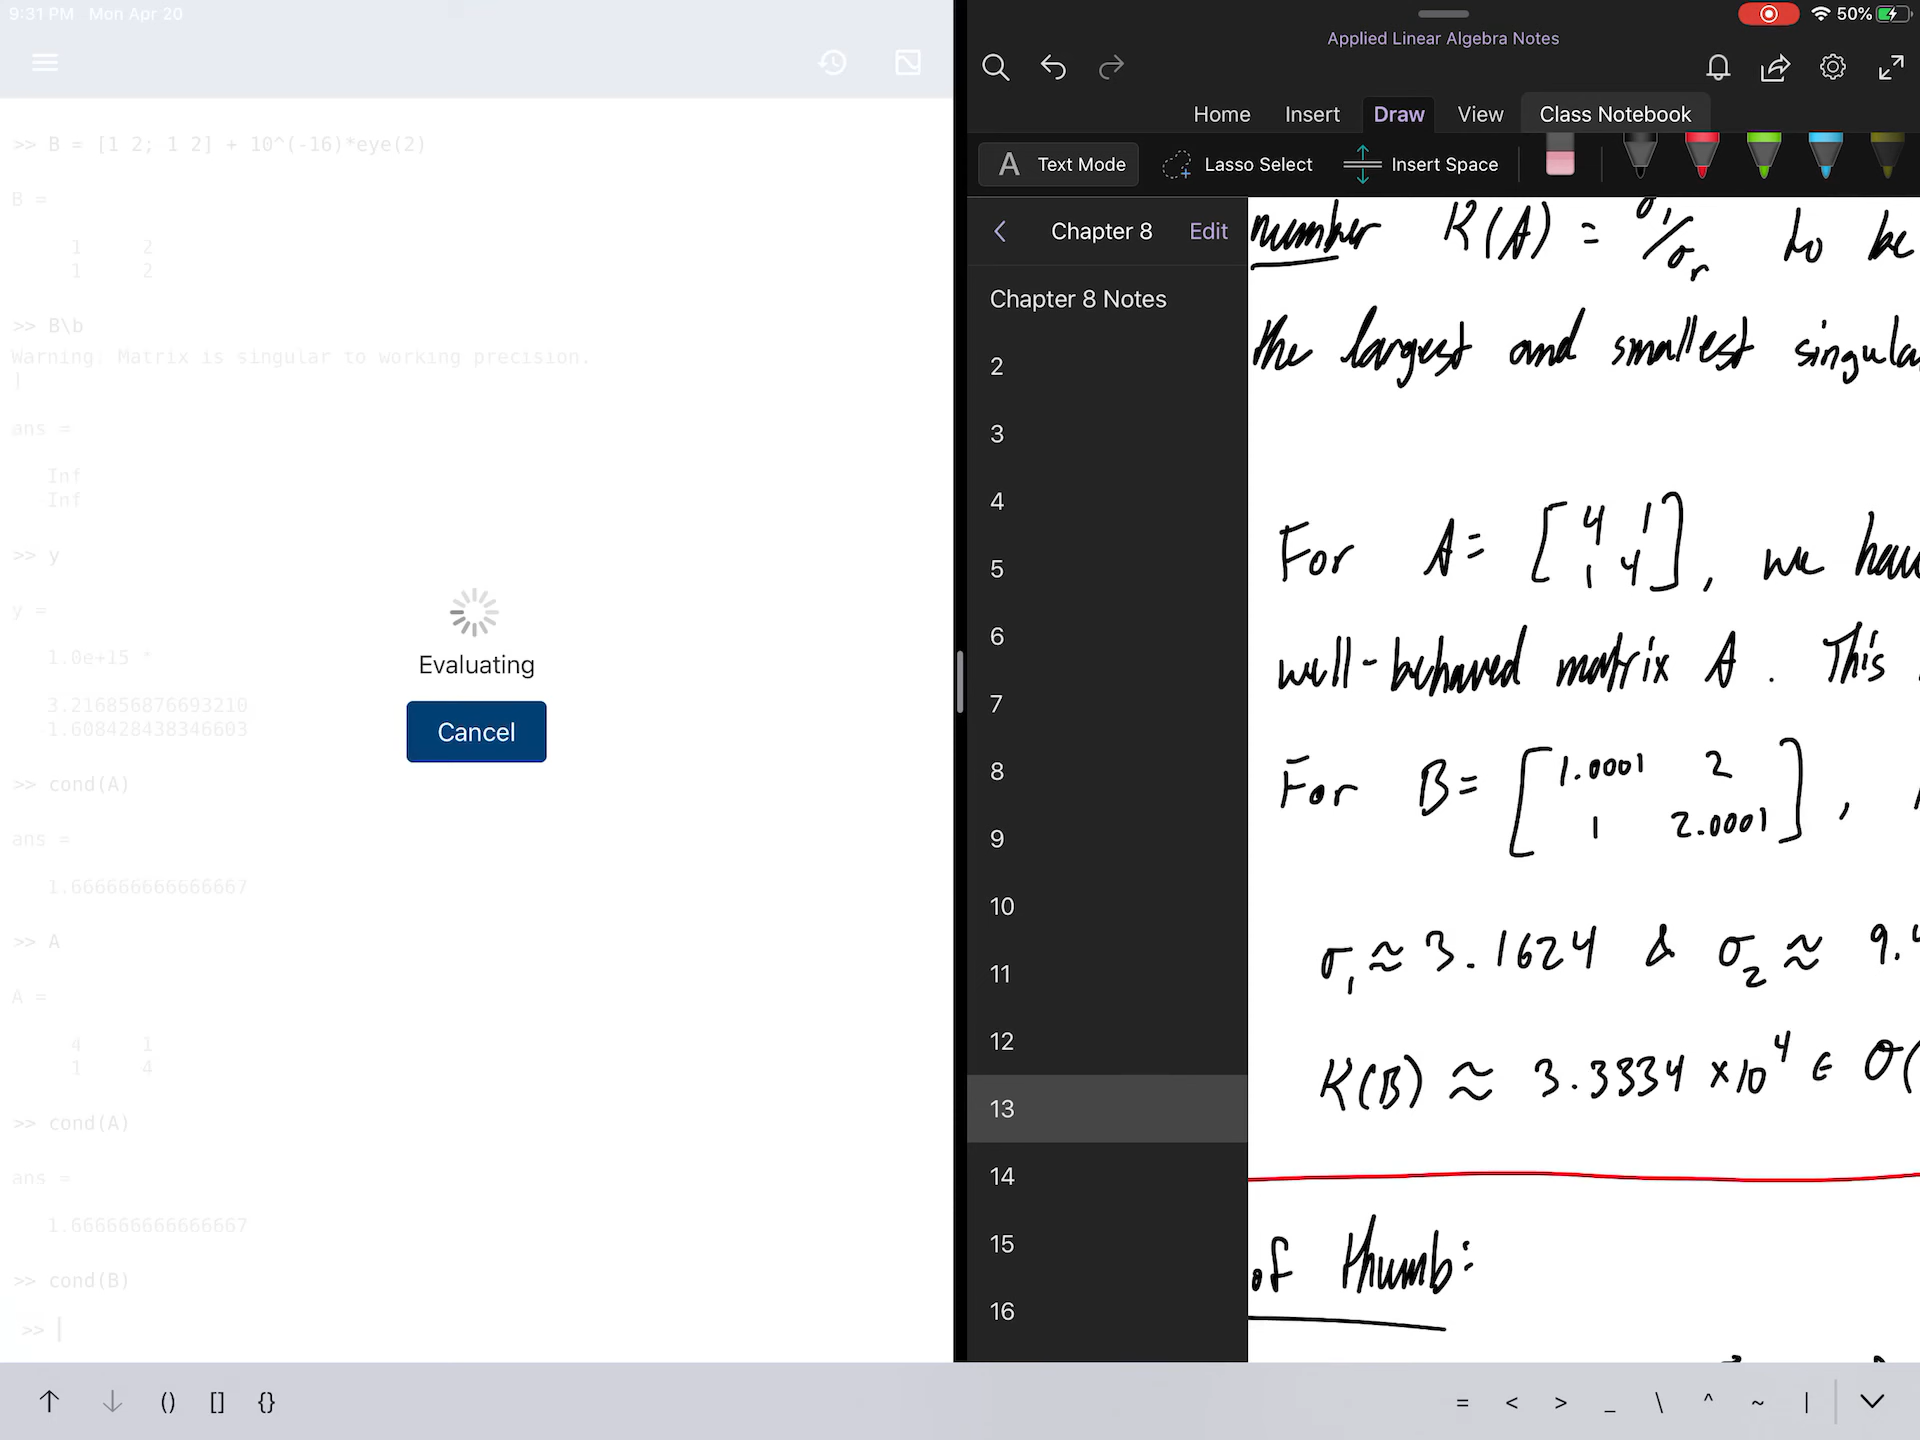 9:31 PM Mon Apr 20
>> B = [1 2; 1 2] + 10^(-16)*eye(2)
B =
1 2
1 2
>> B\b
Warning: Matrix is singular to working precision.
ans =
Inf
Inf
>> y
y =
1.0e+15 *
3.216856876693210
1.608428438346603
>> cond(A)
ans =
1.666666666666667
>> A
A =
4 1
1 4
>> cond(A)
ans =
1.666666666666667
>> cond(B)
>>
Evaluating
Cancel
↑ ↓ () [] {} = < > _ \ ^ ~ |
50%
Applied Linear Algebra Notes
Home Insert Draw View Class Notebook
A Text Mode Lasso Select Insert Space
Chapter 8 Edit
Chapter 8 Notes
2
3
4
5
6
7
8
9
10
11
12
13
14
15
16
number K(A) = σ1/σr to be
the largest and smallest
For A = [4 1
1 4], we
well-behaved matrix A. This
For B = [1.0001 2
1 2.0001],
σ1 ≈ 3.1624 & σ2 ≈ 9.4
K(B) ≈ 3.3334 ×10^4 ∈ O(
of thumb: